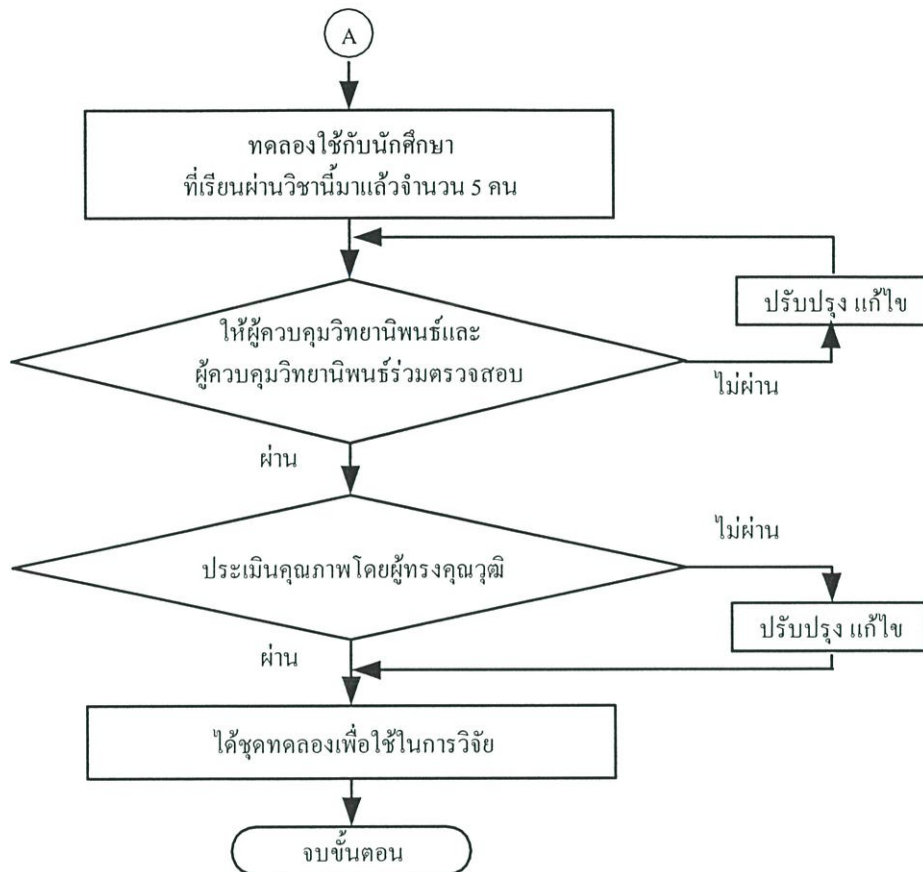 A
ทดลองใช้กับนักศึกษา
ที่เรียนผ่านวิชานี้มาแล้วจำนวน 5 คน
ปรับปรุง แก้ไข
ให้ผู้ควบคุมวิทยานิพนธ์และ
ผู้ควบคุมวิทยานิพนธ์ร่วมตรวจสอบ
ไม่ผ่าน
ผ่าน
ไม่ผ่าน
ประเมินคุณภาพโดยผู้ทรงคุณวุฒิ
ปรับปรุง แก้ไข
ผ่าน
ได้ชุดทดลองเพื่อใช้ในการวิจัย
จบขั้นตอน